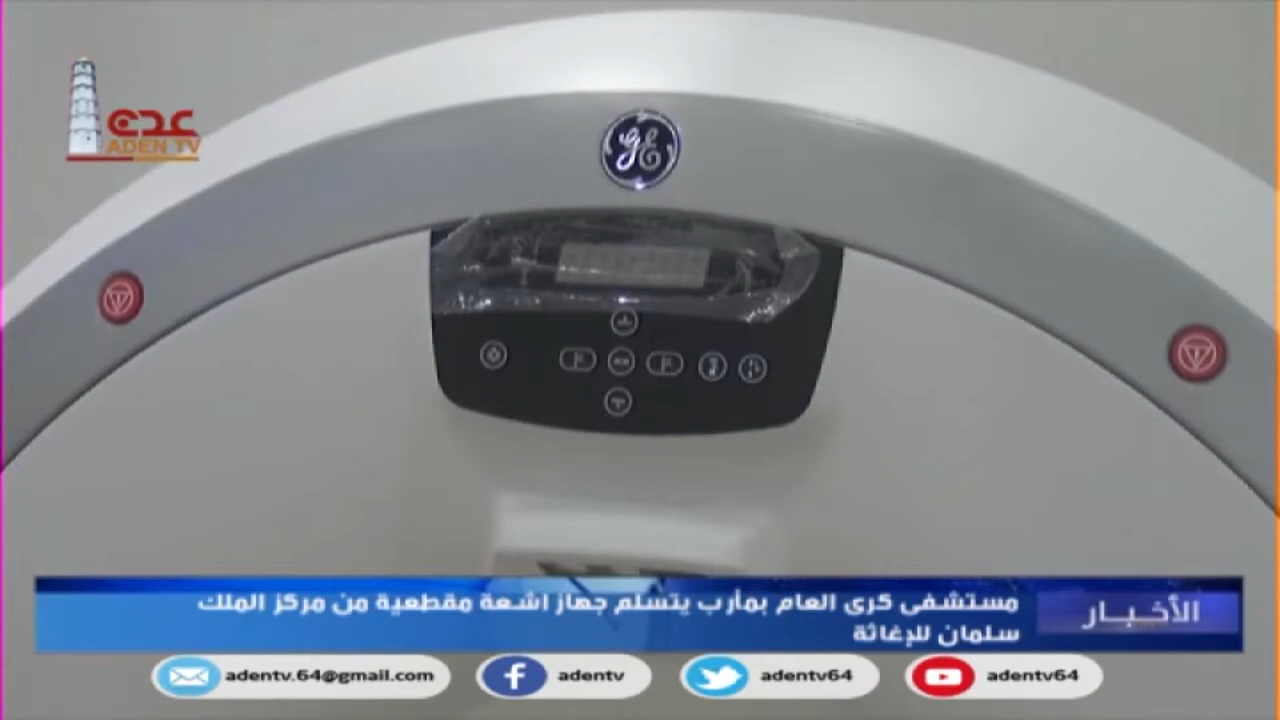 عدن
ADEN TV
GE
الأخبار
مستشفى كرى العام بمأرب يتسلم جهاز اشعة مقطعية من مركز الملك
سلمان للإغاثة
adentv.64@gmail.com
adentv
adentv64
adentv64